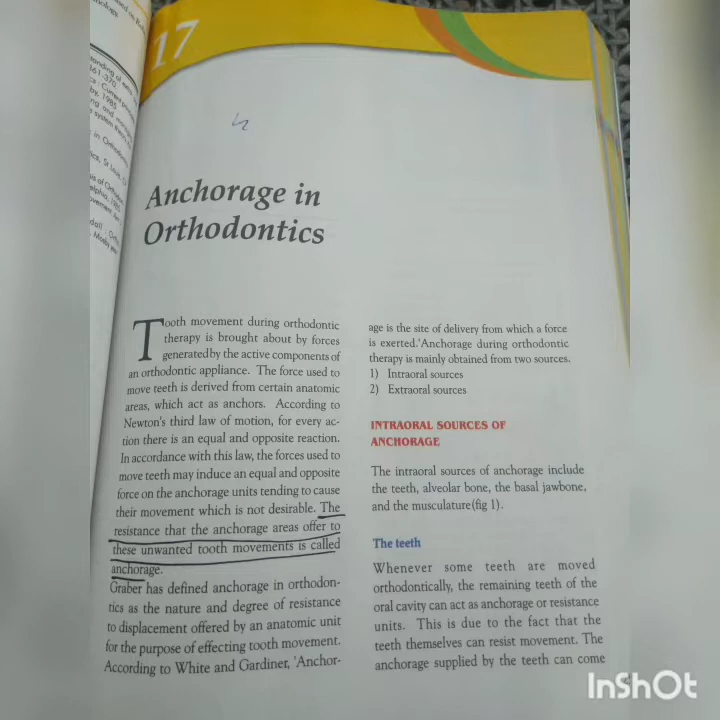 17
Anchorage in
Orthodontics
Tooth movement during orthodontic
therapy is brought about by forces
generated by the active components of
an orthodontic appliance. The force used to
move teeth is derived from certain anatomic
areas, which act as anchors. According to
Newton's third law of motion, for every ac-
tion there is an equal and opposite reaction.
In accordance with this law, the forces used to
move teeth may induce an equal and opposite
force on the anchorage units tending to cause
their movement which is not desirable. The
resistance that the anchorage areas offer to
these unwanted tooth movements is called
anchorage.
Graber has defined anchorage in orthodon-
tics as the nature and degree of resistance
to displacement offered by an anatomic unit
for the purpose of effecting tooth movement.
According to White and Gardiner, 'Anchor-
age is the site of delivery from which a force
is exerted.'Anchorage during orthodontic
therapy is mainly obtained from two sources.
1) Intraoral sources
2) Extraoral sources
INTRAORAL SOURCES OF
ANCHORAGE
The intraoral sources of anchorage include
the teeth, alveolar bone, the basal jawbone,
and the musculature(fig 1).
The teeth
Whenever some teeth are moved
orthodontically, the remaining teeth of the
oral cavity can act as anchorage or resistance
units. This is due to the fact that the
teeth themselves can resist movement. The
anchorage supplied by the teeth can come
InShOt